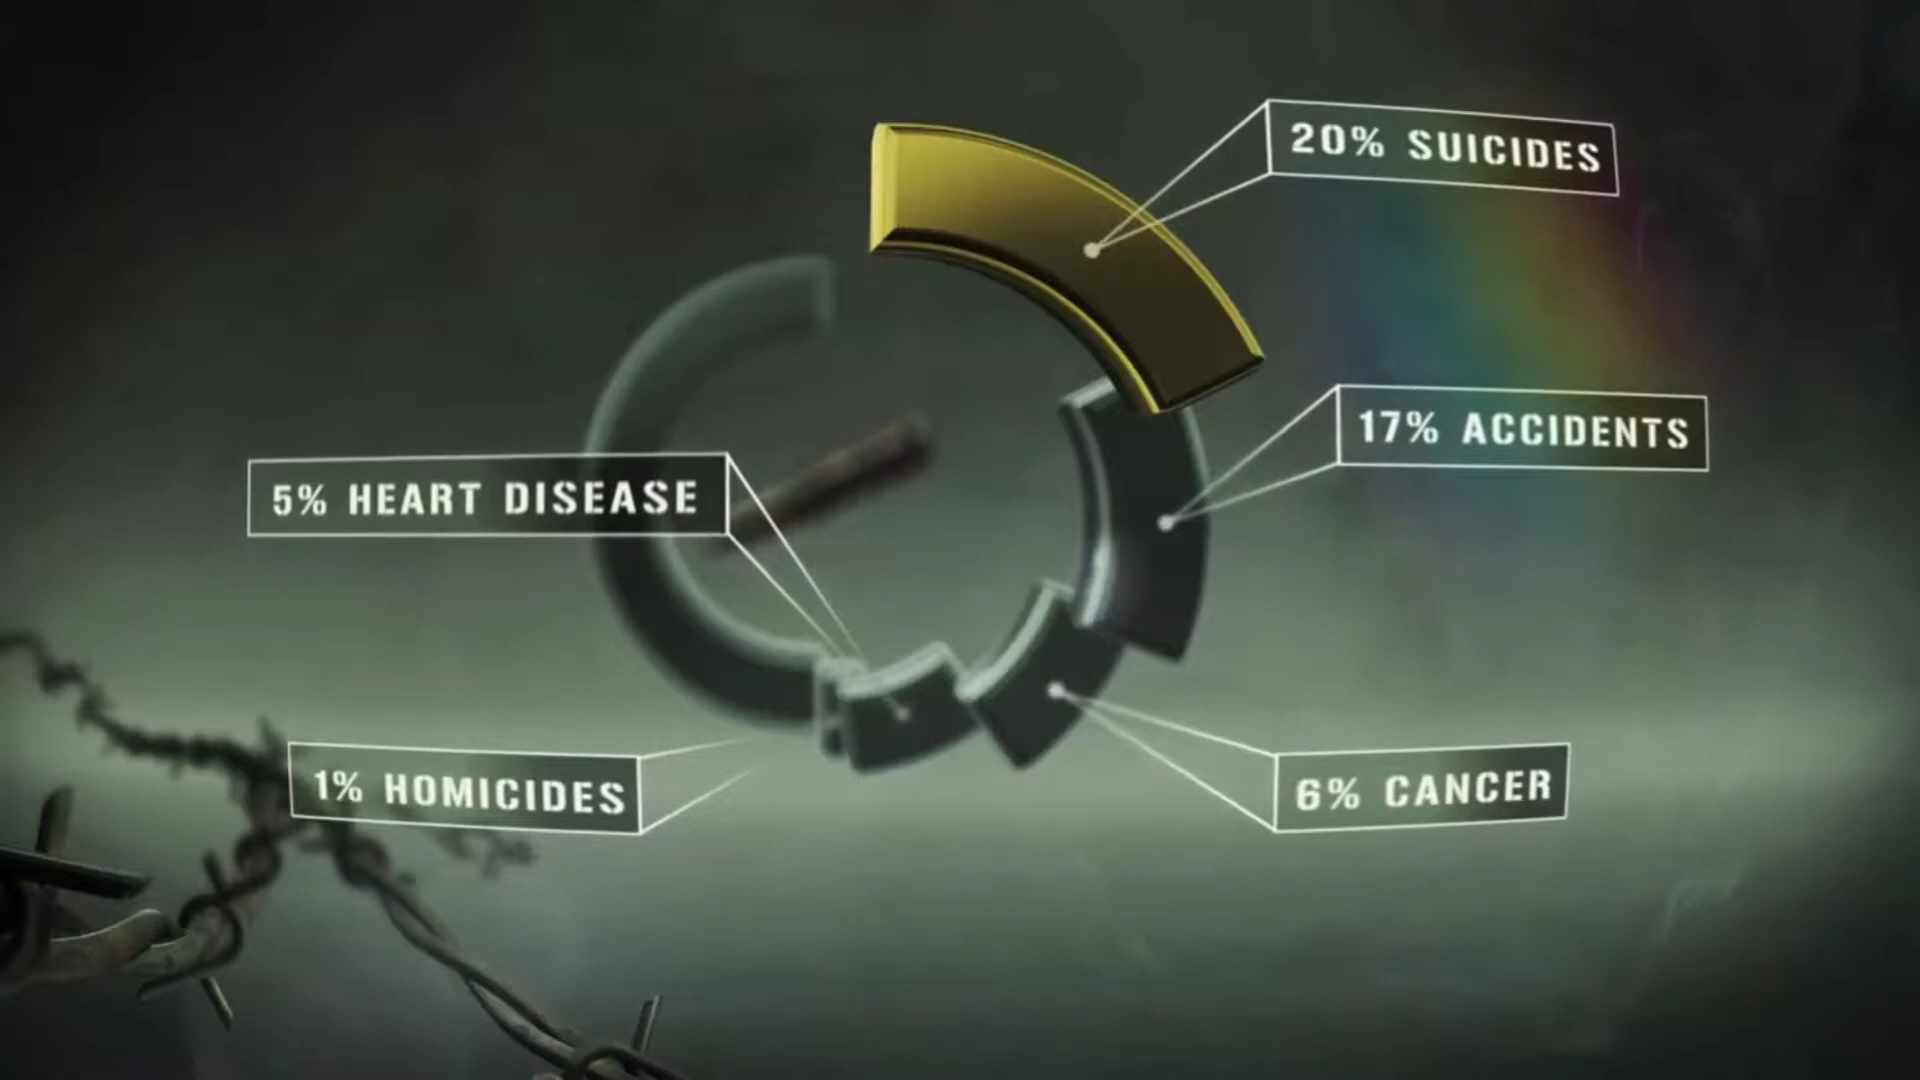 20% SUICIDES
17% ACCIDENTS
5% HEART DISEASE
1% HOMICIDES
6% CANCER